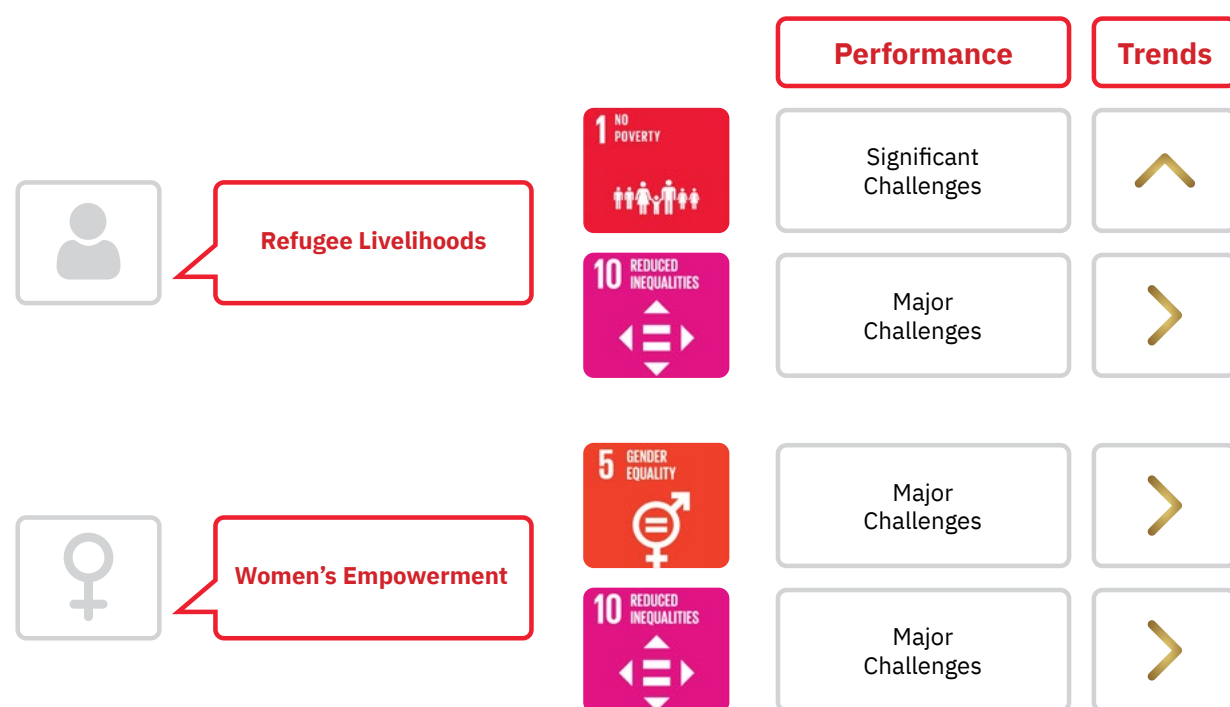 Performance
Trends
1 NO
POVERTY
Significant
Challenges
Refugee Livelihoods
10 REDUCED
INEQUALITIES
Major
Challenges
5 GENDER
EQUALITY
Major
Challenges
Women’s Empowerment
10 REDUCED
INEQUALITIES
Major
Challenges